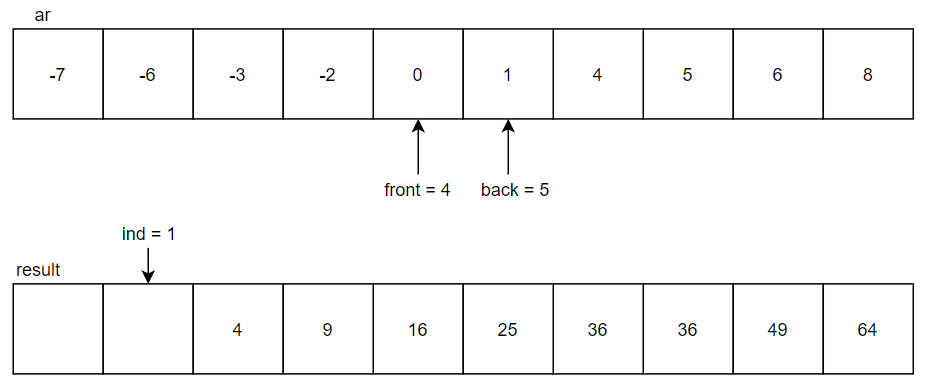 ar
-7 -6 -3 -2 0 1 4 5 6 8
front = 4 back = 5
ind = 1
result
4 9 16 25 36 36 49 64